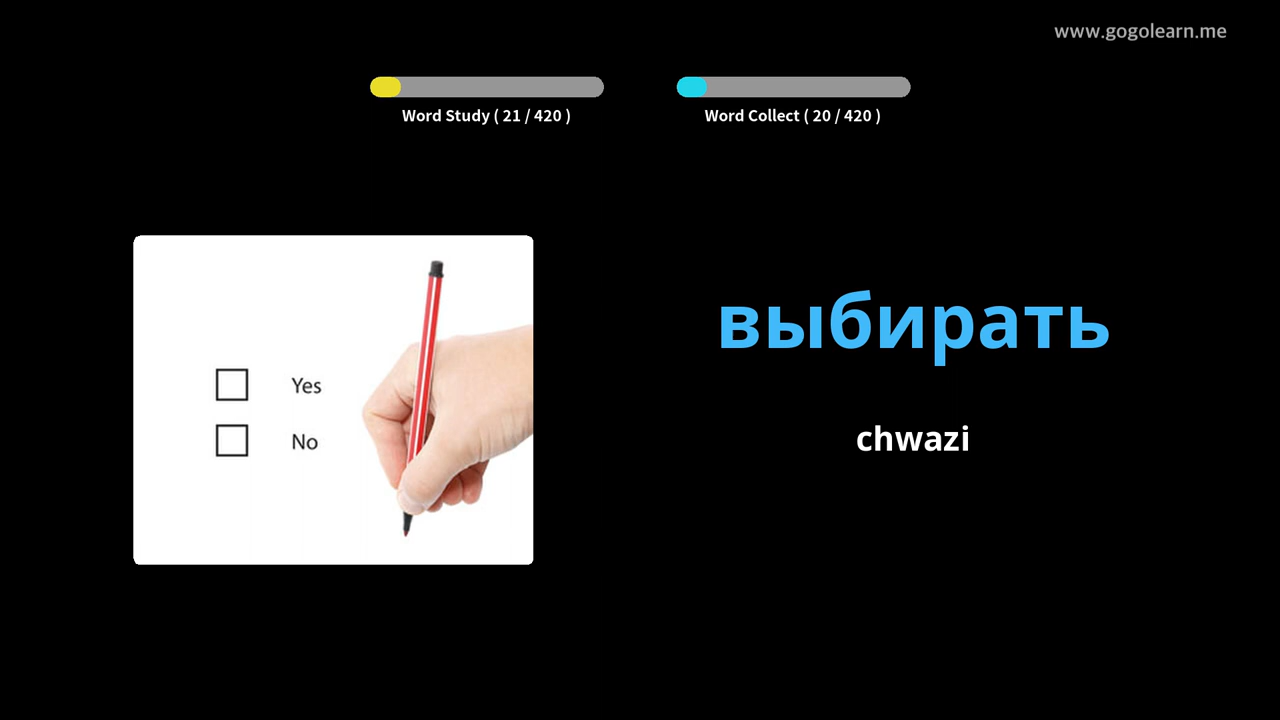 www.gogolearn.me
Word Study ( 21 / 420 )
Word Collect ( 20 / 420 )
Yes
No
выбирать
chwazi